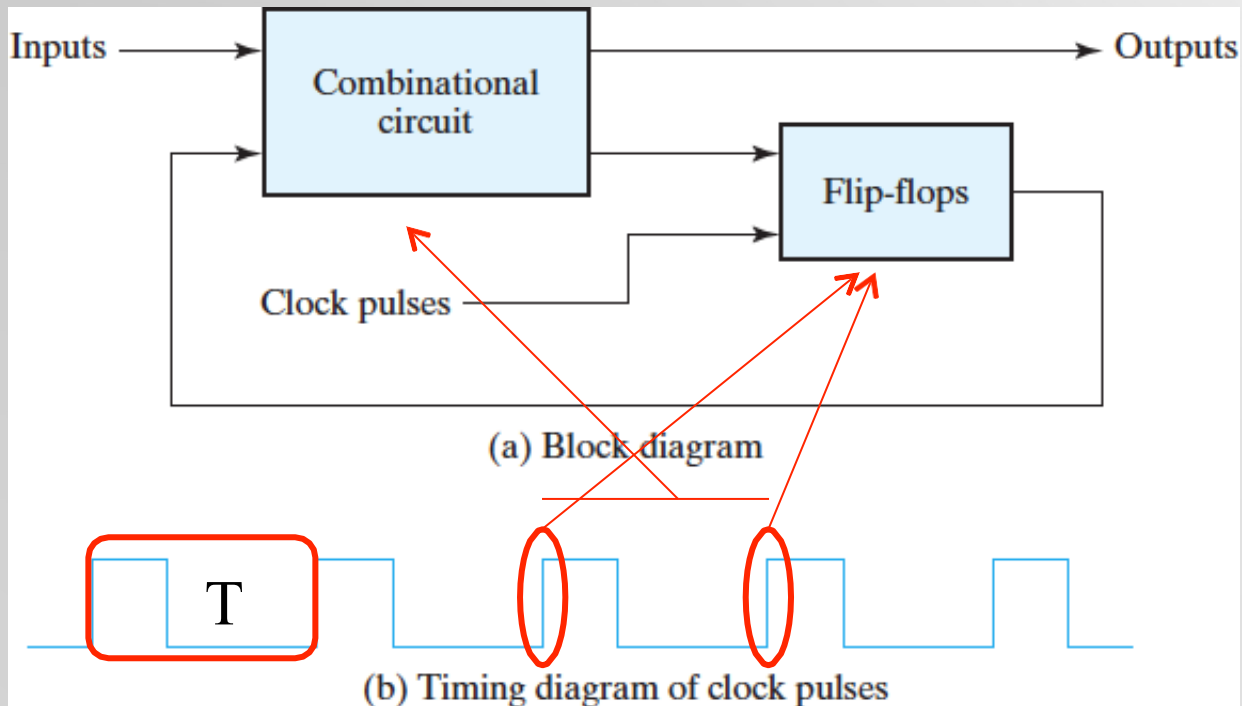 Inputs
Outputs
Combinational
circuit
Flip-flops
Clock pulses
(a) Block diagram
T
(b) Timing diagram of clock pulses